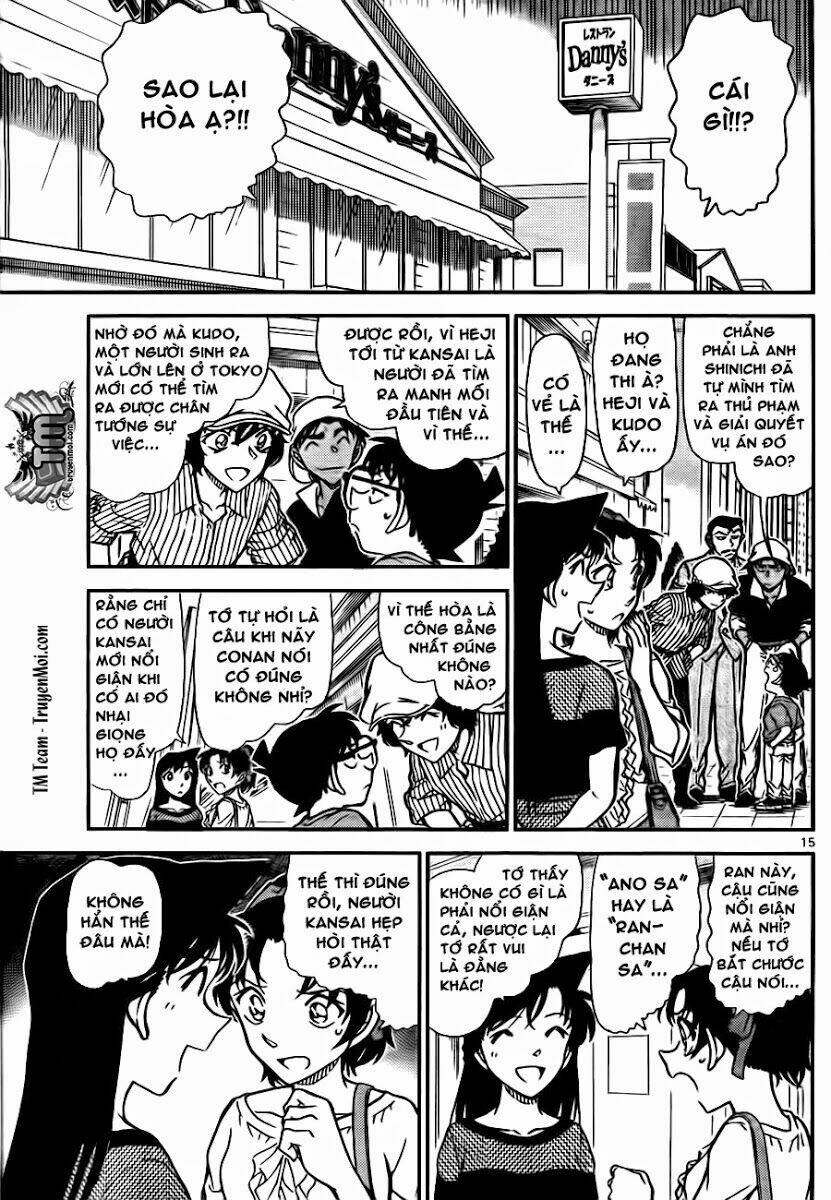 CÁI
GÌ!!?
SAO LẠI
HÒA Ạ?!!
レストラン
Danny's
ダニーズ
Danny's
ダニーズ
CHẲNG
PHẢI LÀ ANH
SHINICHI ĐÃ
TỰ MÌNH TÌM
RA THỦ PHẠM
VÀ GIẢI QUYẾT
VỤ ÁN ĐÓ
SAO?
HỌ
ĐANG
THI À?
HEJI VÀ
KUDO
ẤY...
CÓ
VẺ LÀ
THẾ...
ĐƯỢC RỒI, VÌ HEJI
TỚI TỪ KANSAI LÀ
NGƯỜI ĐÃ TÌM
RA MANH MỐI
ĐẦU TIÊN VÀ
VÌ THẾ...
NHỜ ĐÓ MÀ KUDO,
MỘT NGƯỜI SINH RA
VÀ LỚN LÊN Ở TOKYO
MỚI CÓ THỂ TÌM
RA ĐƯỢC CHÂN
TƯỚNG SỰ
VIỆC...
VÌ THẾ HÒA LÀ
CÔNG BẰNG
NHẤT ĐÚNG
KHÔNG
NÀO?
TỚ TỰ HỎI LÀ
CÂU KHI NÃY
CONAN NÓI
CÓ ĐÚNG
KHÔNG NHỈ?
RẰNG CHỈ
CÓ NGƯỜI
KANSAI
MỚI NỔI
GIẬN KHI
CÓ AI ĐÓ
NHẠI
GIỌNG
HỌ ĐẤY
...
TM
truyenmoi.com
TM Team - TruyenMoi.com
15
RAN NÀY,
CẬU CŨNG
NỔI GIẬN
MÀ NHỈ?
NẾU TỚ
BẮT CHƯỚC
CẬU NÓI...
"ANO SA"
HAY LÀ
"RAN-
CHAN
SA"...
TỚ THẤY
KHÔNG CÓ GÌ LÀ
PHẢI NỔI GIẬN
CẢ, NGƯỢC LẠI
TỚ RẤT VUI
LÀ ĐẰNG
KHÁC!
THẾ THÌ ĐÚNG
RỒI, NGƯỜI
KANSAI HẸP
HÒI THẬT
ĐẤY...
KHÔNG
HẲN THẾ
ĐÂU MÀ!